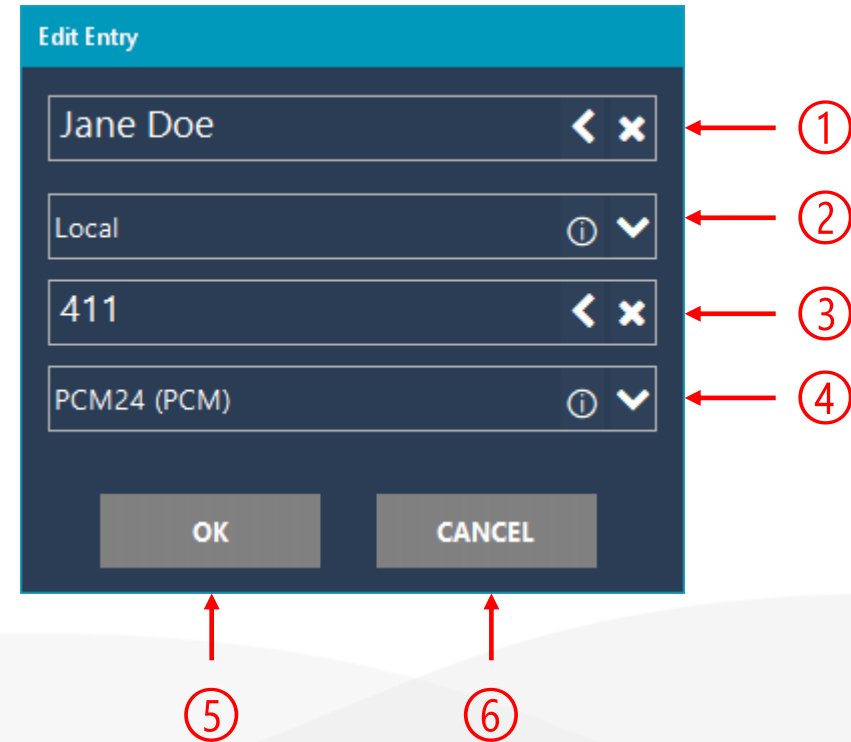 Edit Entry
Jane Doe
1
Local
2
411
3
PCM24 (PCM)
4
OK CANCEL
5 6